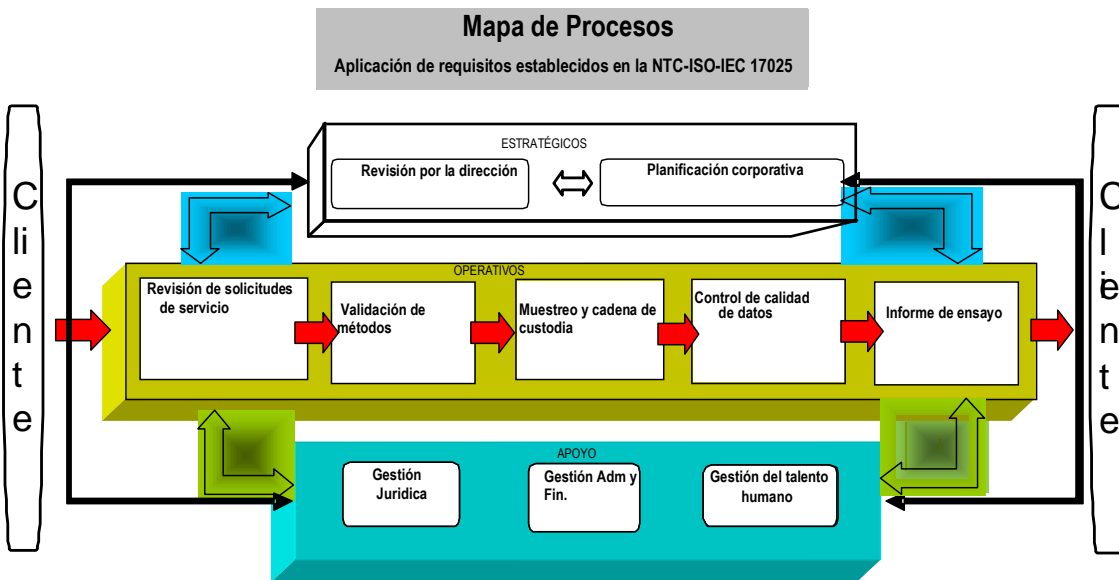 Mapa de Procesos
Aplicación de requisitos establecidos en la NTC-ISO-IEC 17025
Cliente
ESTRATÉGICOS
Revisión por la dirección
Planificación corporativa
OPERATIVOS
Revisión de solicitudes
de servicio
Validación de
métodos
Muestreo y cadena de
custodia
Control de calidad
de datos
Informe de ensayo
APOYO
Gestión
Juridica
Gestión Adm y
Fin.
Gestión del talento
humano
Cliente